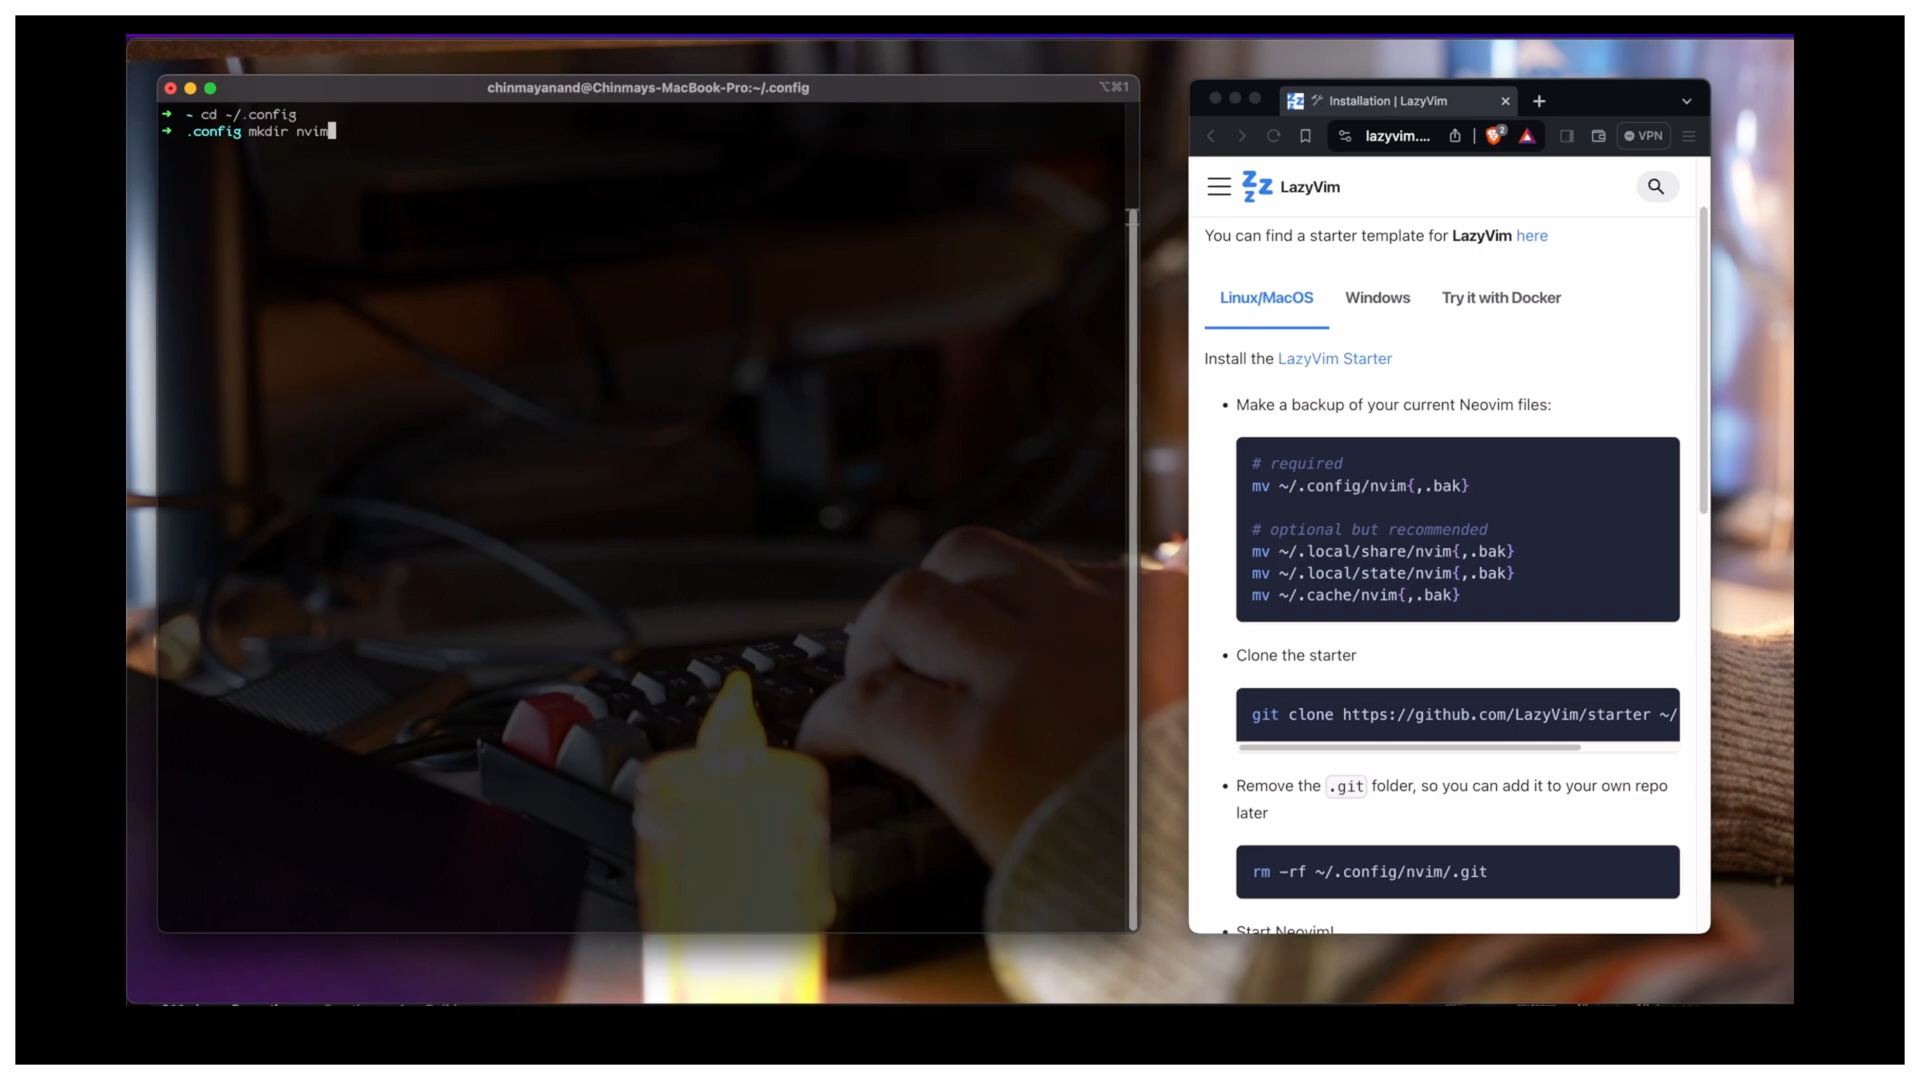 chinmayanand@Chinmays-MacBook-Pro:~/.config
⌥⌘1
➜ ~ cd ~/.config
➜ .config mkdir nvim
Installation | LazyVim
lazyvim....
2
VPN
LazyVim
You can find a starter template for LazyVim here
Linux/MacOS Windows Try it with Docker
Install the LazyVim Starter
• Make a backup of your current Neovim files:
# required
mv ~/.config/nvim{,.bak}
# optional but recommended
mv ~/.local/share/nvim{,.bak}
mv ~/.local/state/nvim{,.bak}
mv ~/.cache/nvim{,.bak}
• Clone the starter
git clone https://github.com/LazyVim/starter ~/
• Remove the .git folder, so you can add it to your own repo
later
rm -rf ~/.config/nvim/.git
• Start Neovim!